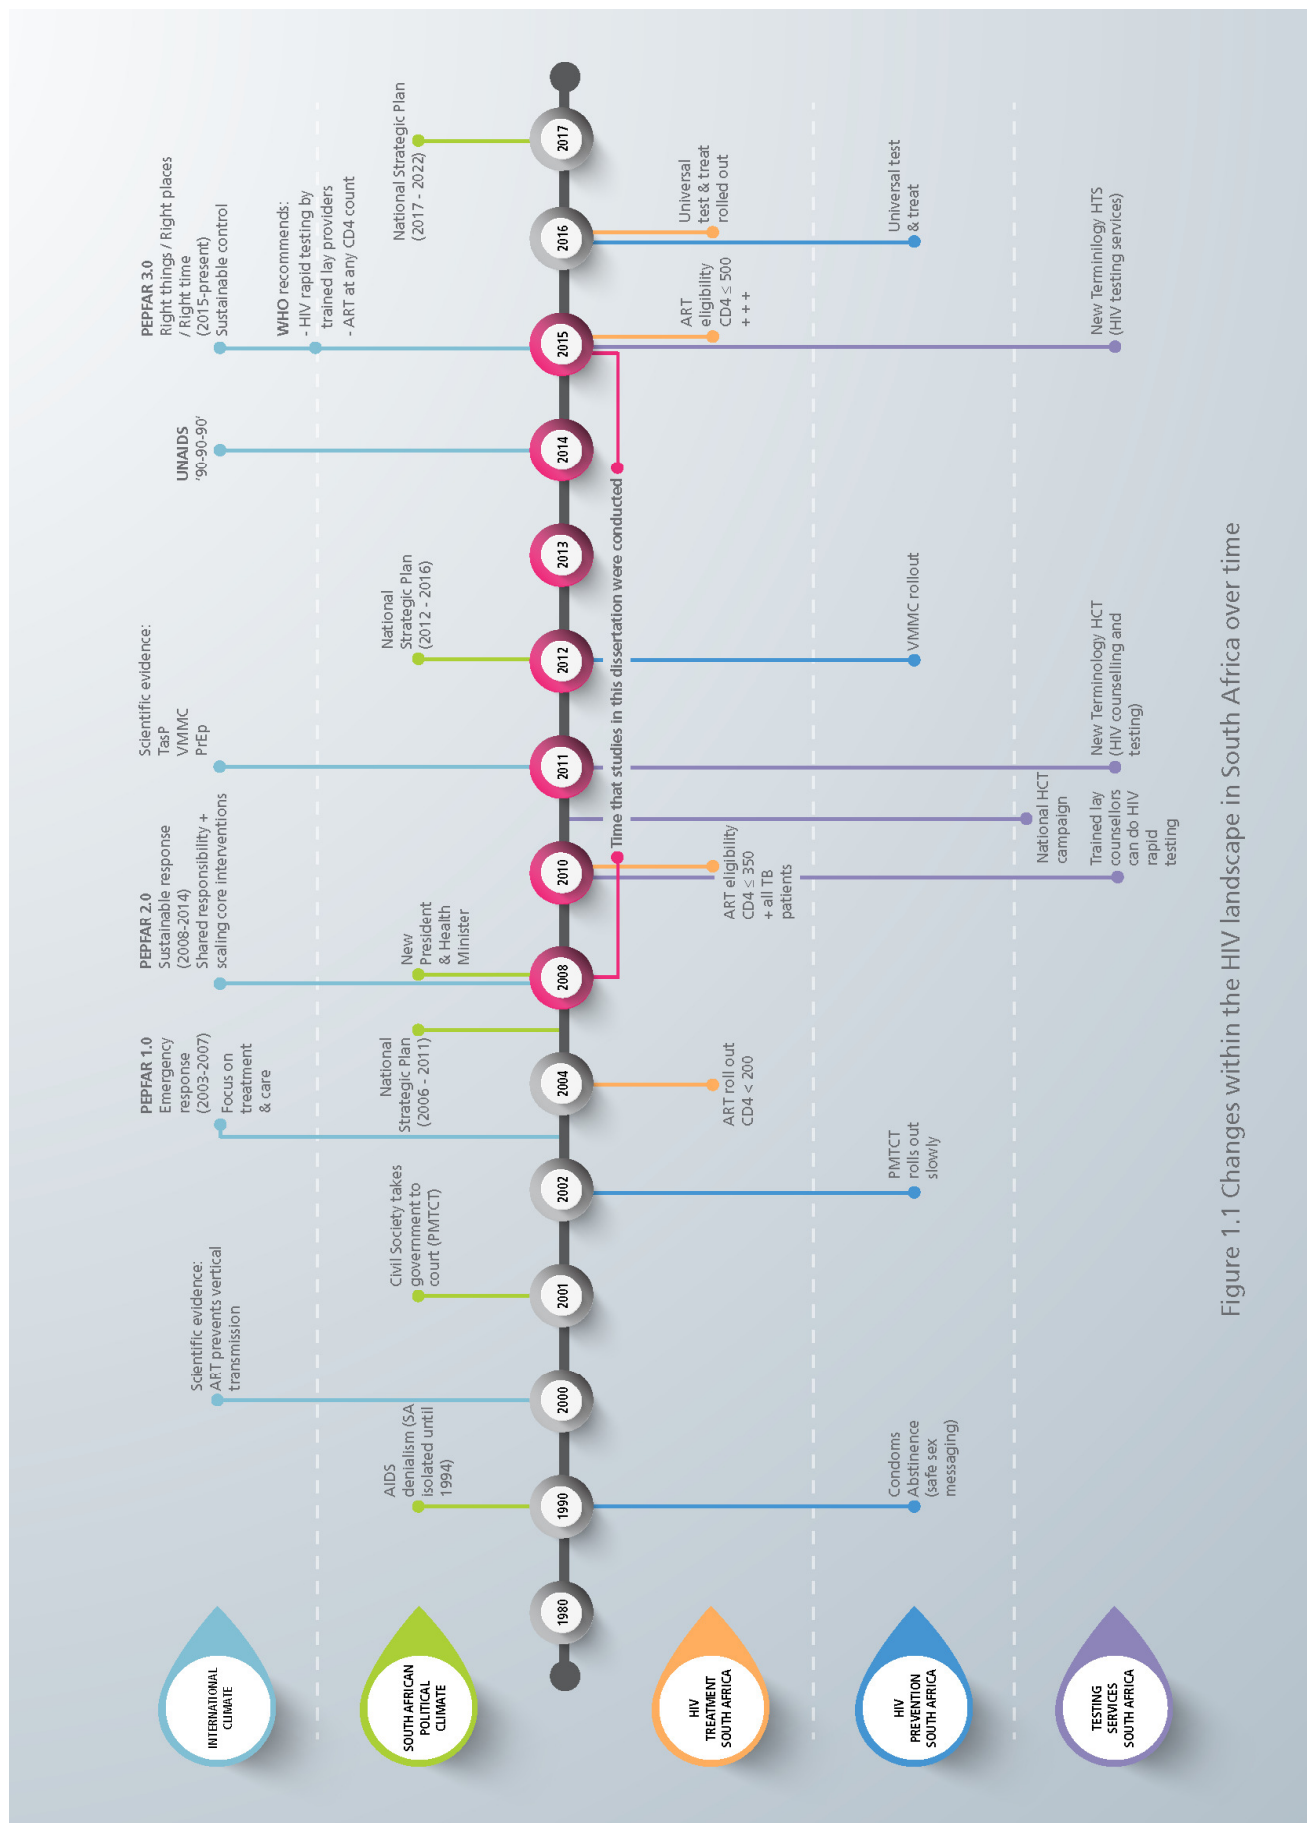 INTERNATIONAL
CLIMATE
Scientific evidence:
ART prevents vertical
transmission
PEPFAR 1.0
Emergency
response
(2003-2007)
Focus on
treatment
& care
PEPFAR 2.0
Sustainable response
(2008-2014)
Shared responsibility +
scaling core interventions
Scientific evidence:
TasP
VMMC
PrEp
UNAIDS
‘90-90-90’
PEPFAR 3.0
Right things / Right places
/ Right time
(2015-present)
Sustainable control
WHO recommends:
- HIV rapid testing by
trained lay providers
- ART at any CD4 count
SOUTH AFRICAN
POLITICAL
CLIMATE
AIDS
denialism (SA
isolated until
1994)
Civil Society takes
government to
court (PMTCT)
National
Strategic Plan
(2006 - 2011)
New
President
& Health
Minister
National
Strategic Plan
(2012 - 2016)
National Strategic Plan
(2017 - 2022)
1980
1990
2000
2001
2002
2004
2008
2010
2011
2012
2013
2014
2015
2016
2017
Time that studies in this dissertation were conducted
HIV
TREATMENT
SOUTH AFRICA
ART roll out
CD4 < 200
ART eligibility
CD4 ≤ 350
+ all TB
patients
ART
eligibility
CD4 ≤ 500
+ + +
Universal
test & treat
rolled out
HIV
PREVENTION
SOUTH AFRICA
Condoms
Abstinence
(safe sex
messaging)
PMTCT
rolls out
slowly
VMMC rollout
Universal test
& treat
TESTING
SERVICES
SOUTH AFRICA
Trained lay
counsellors
can do HIV
rapid
testing
National HCT
campaign
New Terminology HCT
(HIV counselling and
testing)
New Terminilogy HTS
(HIV testing services)
Figure 1.1 Changes within the HIV landscape in South Africa over time